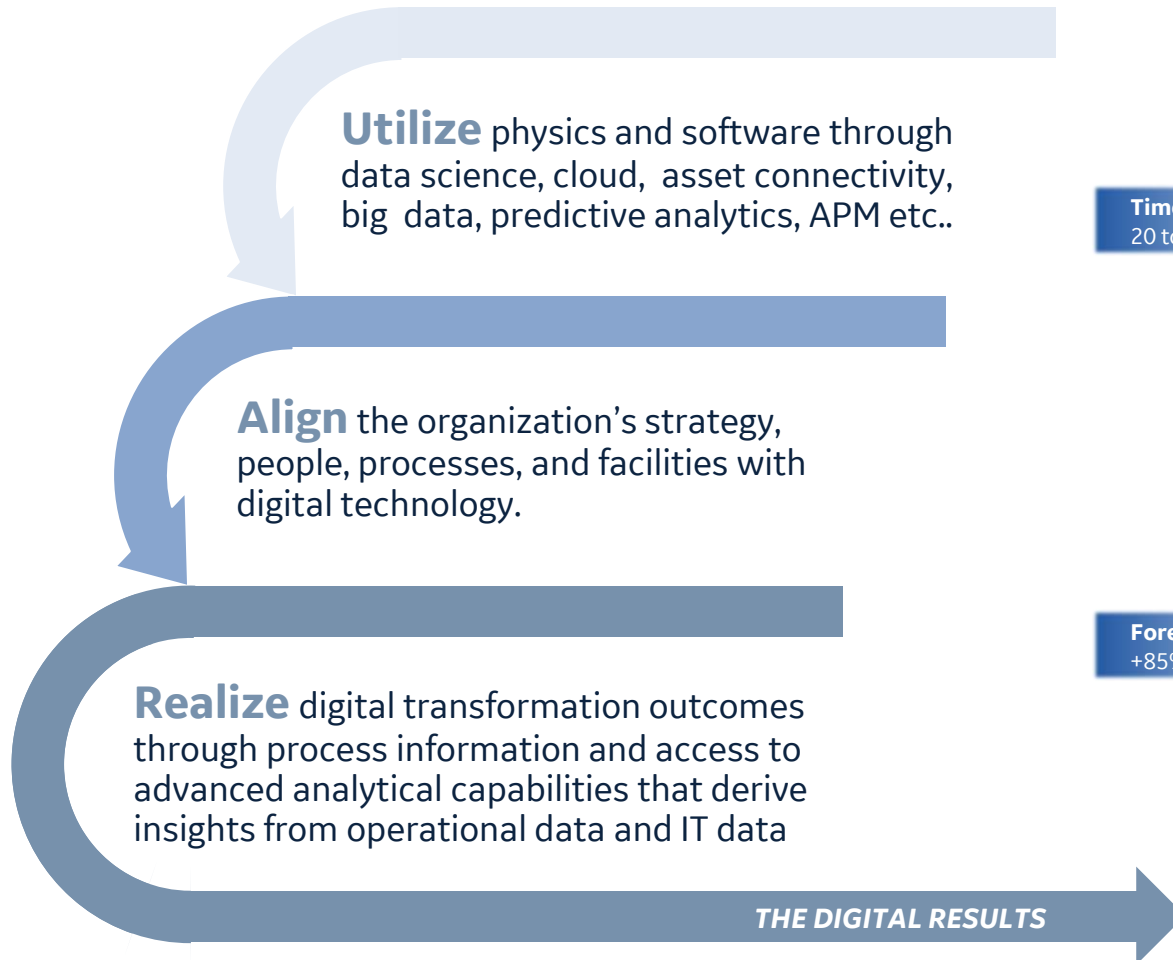 Utilize physics and software through
data science, cloud, asset connectivity,
big data, predictive analytics, APM etc..
20 to
Align the organization’s strategy,
people, processes, and facilities with
digital technology.
Realize digital transformation outcomes
through process information and access to
advanced analytical capabilities that derive
insights from operational data and IT data
THE DIGITAL RESULTS